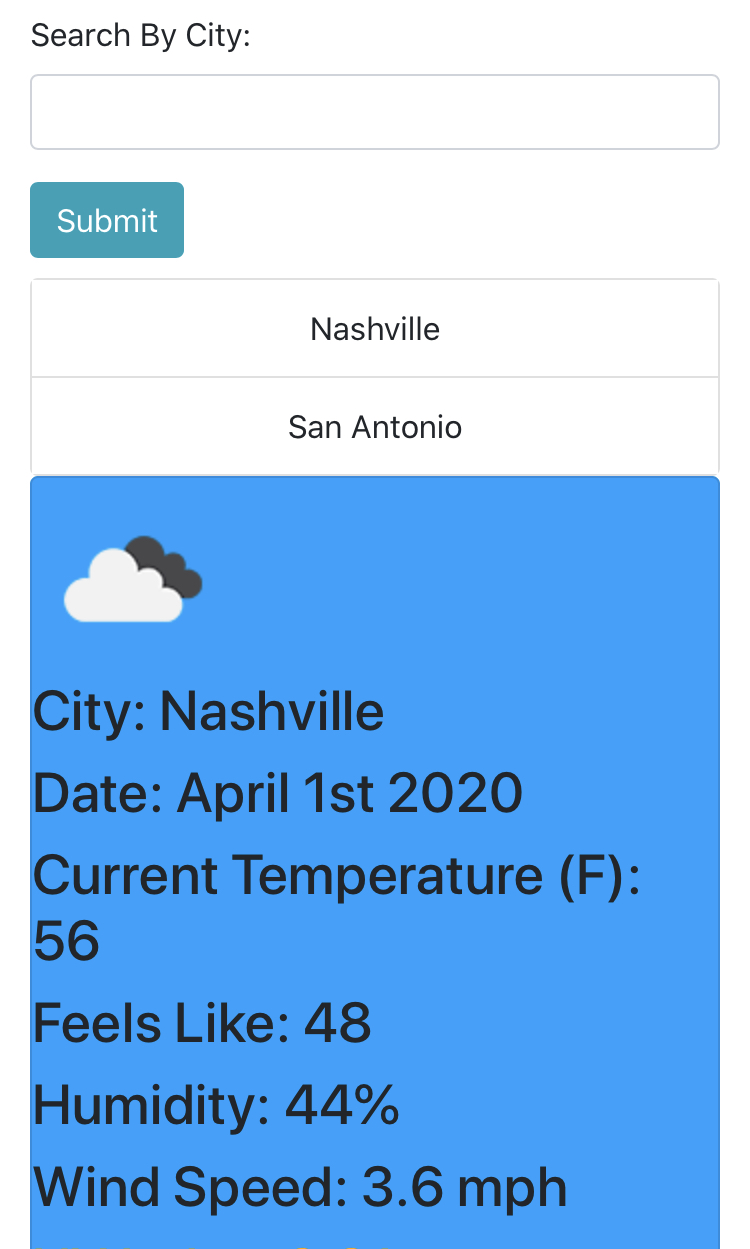 Search By City:
Submit
Nashville
San Antonio
City: Nashville
Date: April 1st 2020
Current Temperature (F):
56
Feels Like: 48
Humidity: 44%
Wind Speed: 3.6 mph